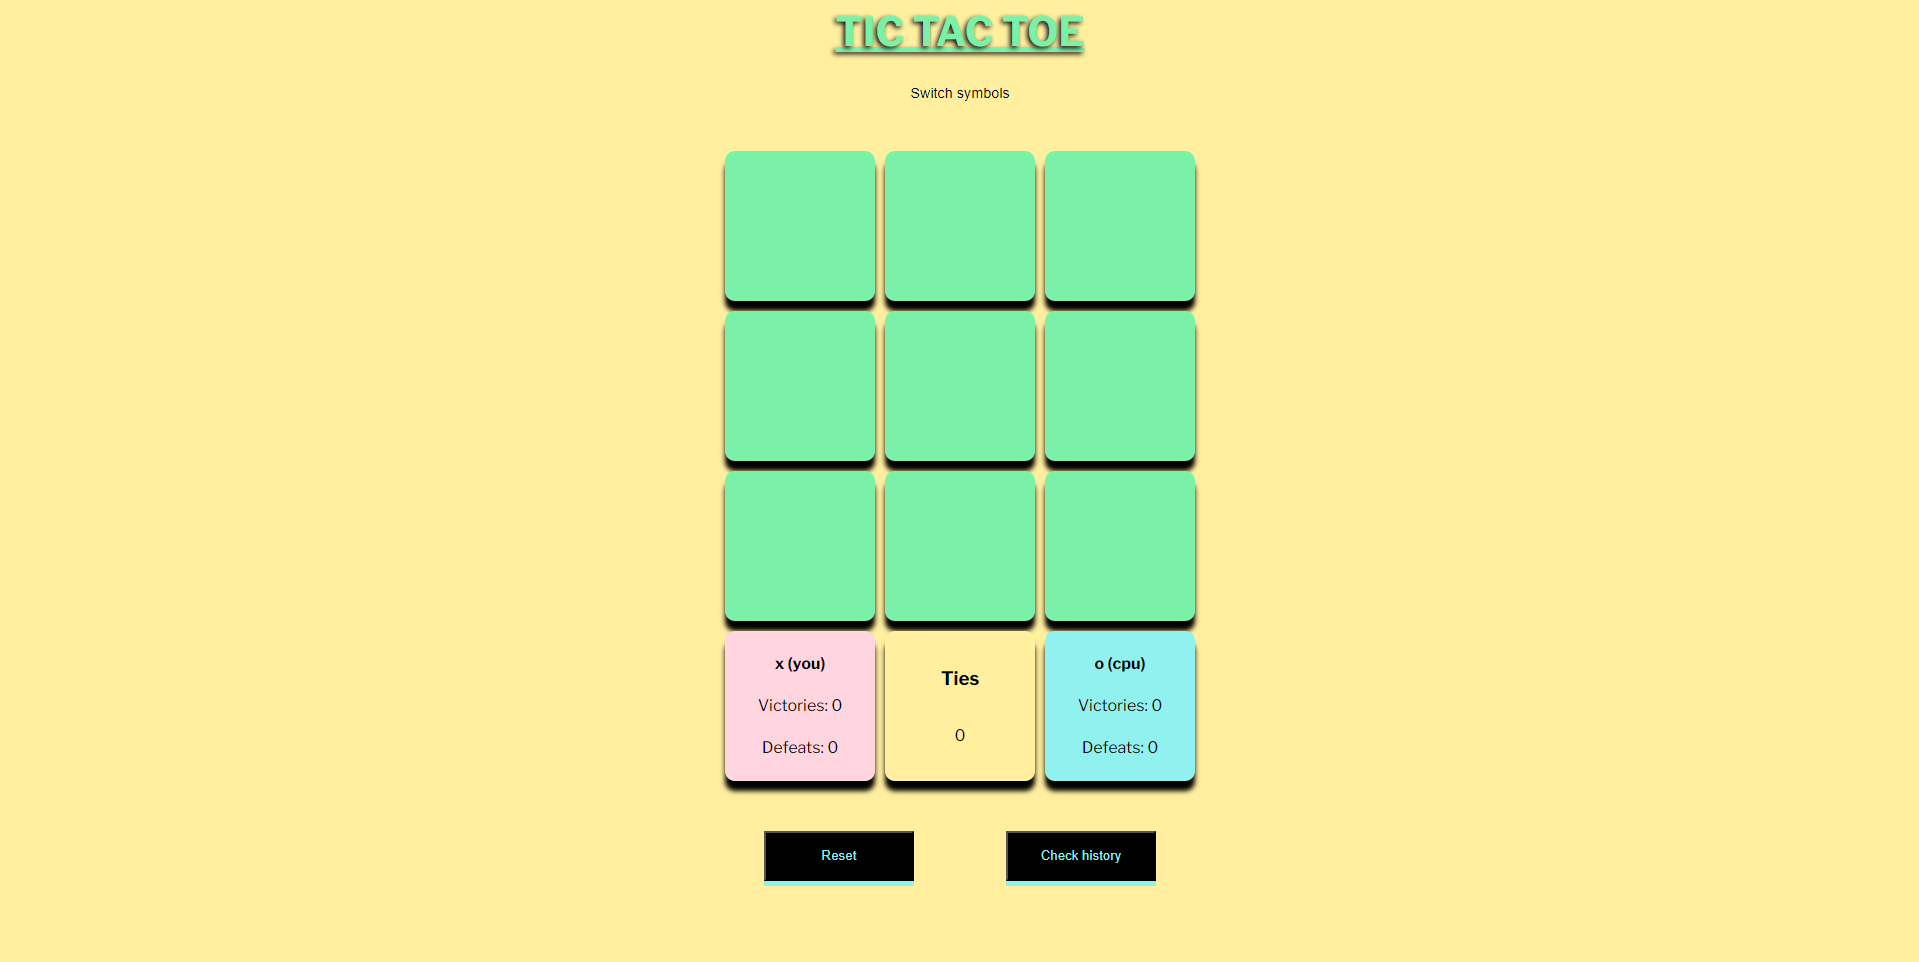 TIC TAC TOE
Switch symbols
x (you)
Victories: 0
Defeats: 0
Ties
0
o (cpu)
Victories: 0
Defeats: 0
Reset
Check history